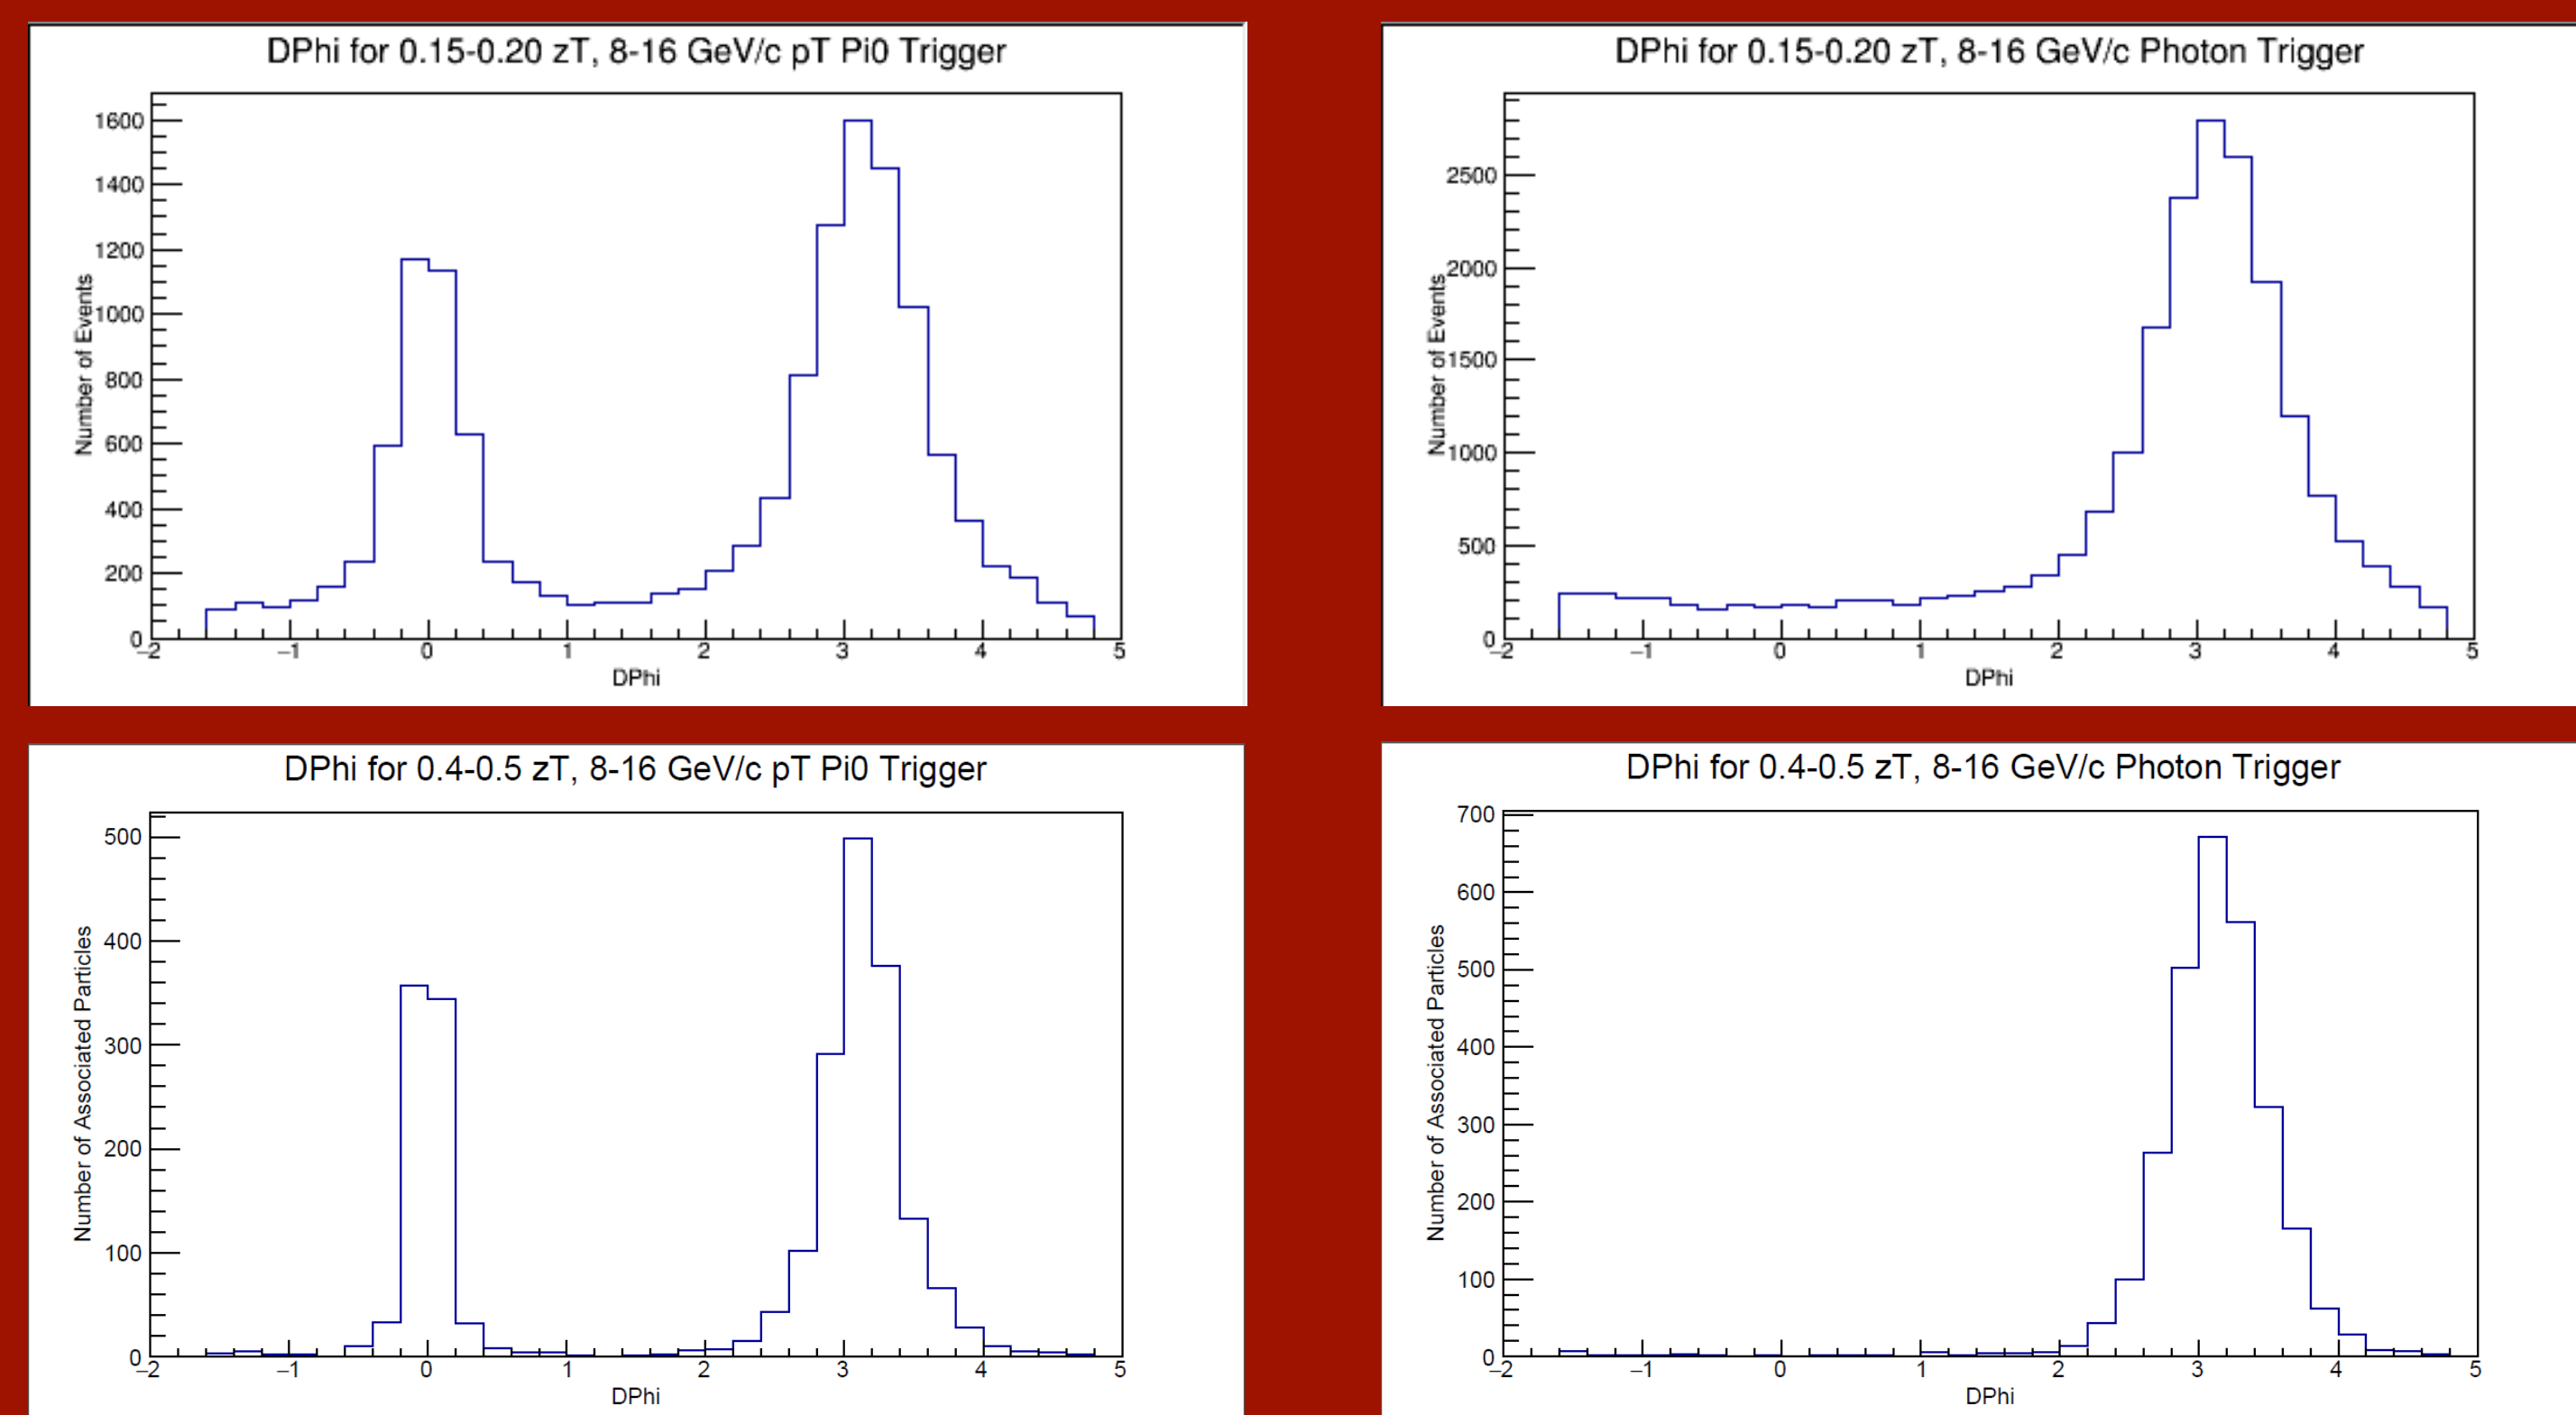 DPhi for 0.15-0.20 zT, 8-16 GeV/c pT Pi0 Trigger
Number of Events
1600
1400
1200
1000
800
600
400
200
0
−2 −1 0 1 2 3 4 5
DPhi
DPhi for 0.15-0.20 zT, 8-16 GeV/c Photon Trigger
Number of Events
2500
2000
1500
1000
500
0
−2 −1 0 1 2 3 4 5
DPhi
DPhi for 0.4-0.5 zT, 8-16 GeV/c pT Pi0 Trigger
Number of Associated Particles
500
400
300
200
100
0
−2 −1 0 1 2 3 4 5
DPhi
DPhi for 0.4-0.5 zT, 8-16 GeV/c Photon Trigger
Number of Associated Particles
700
600
500
400
300
200
100
0
−2 −1 0 1 2 3 4 5
DPhi